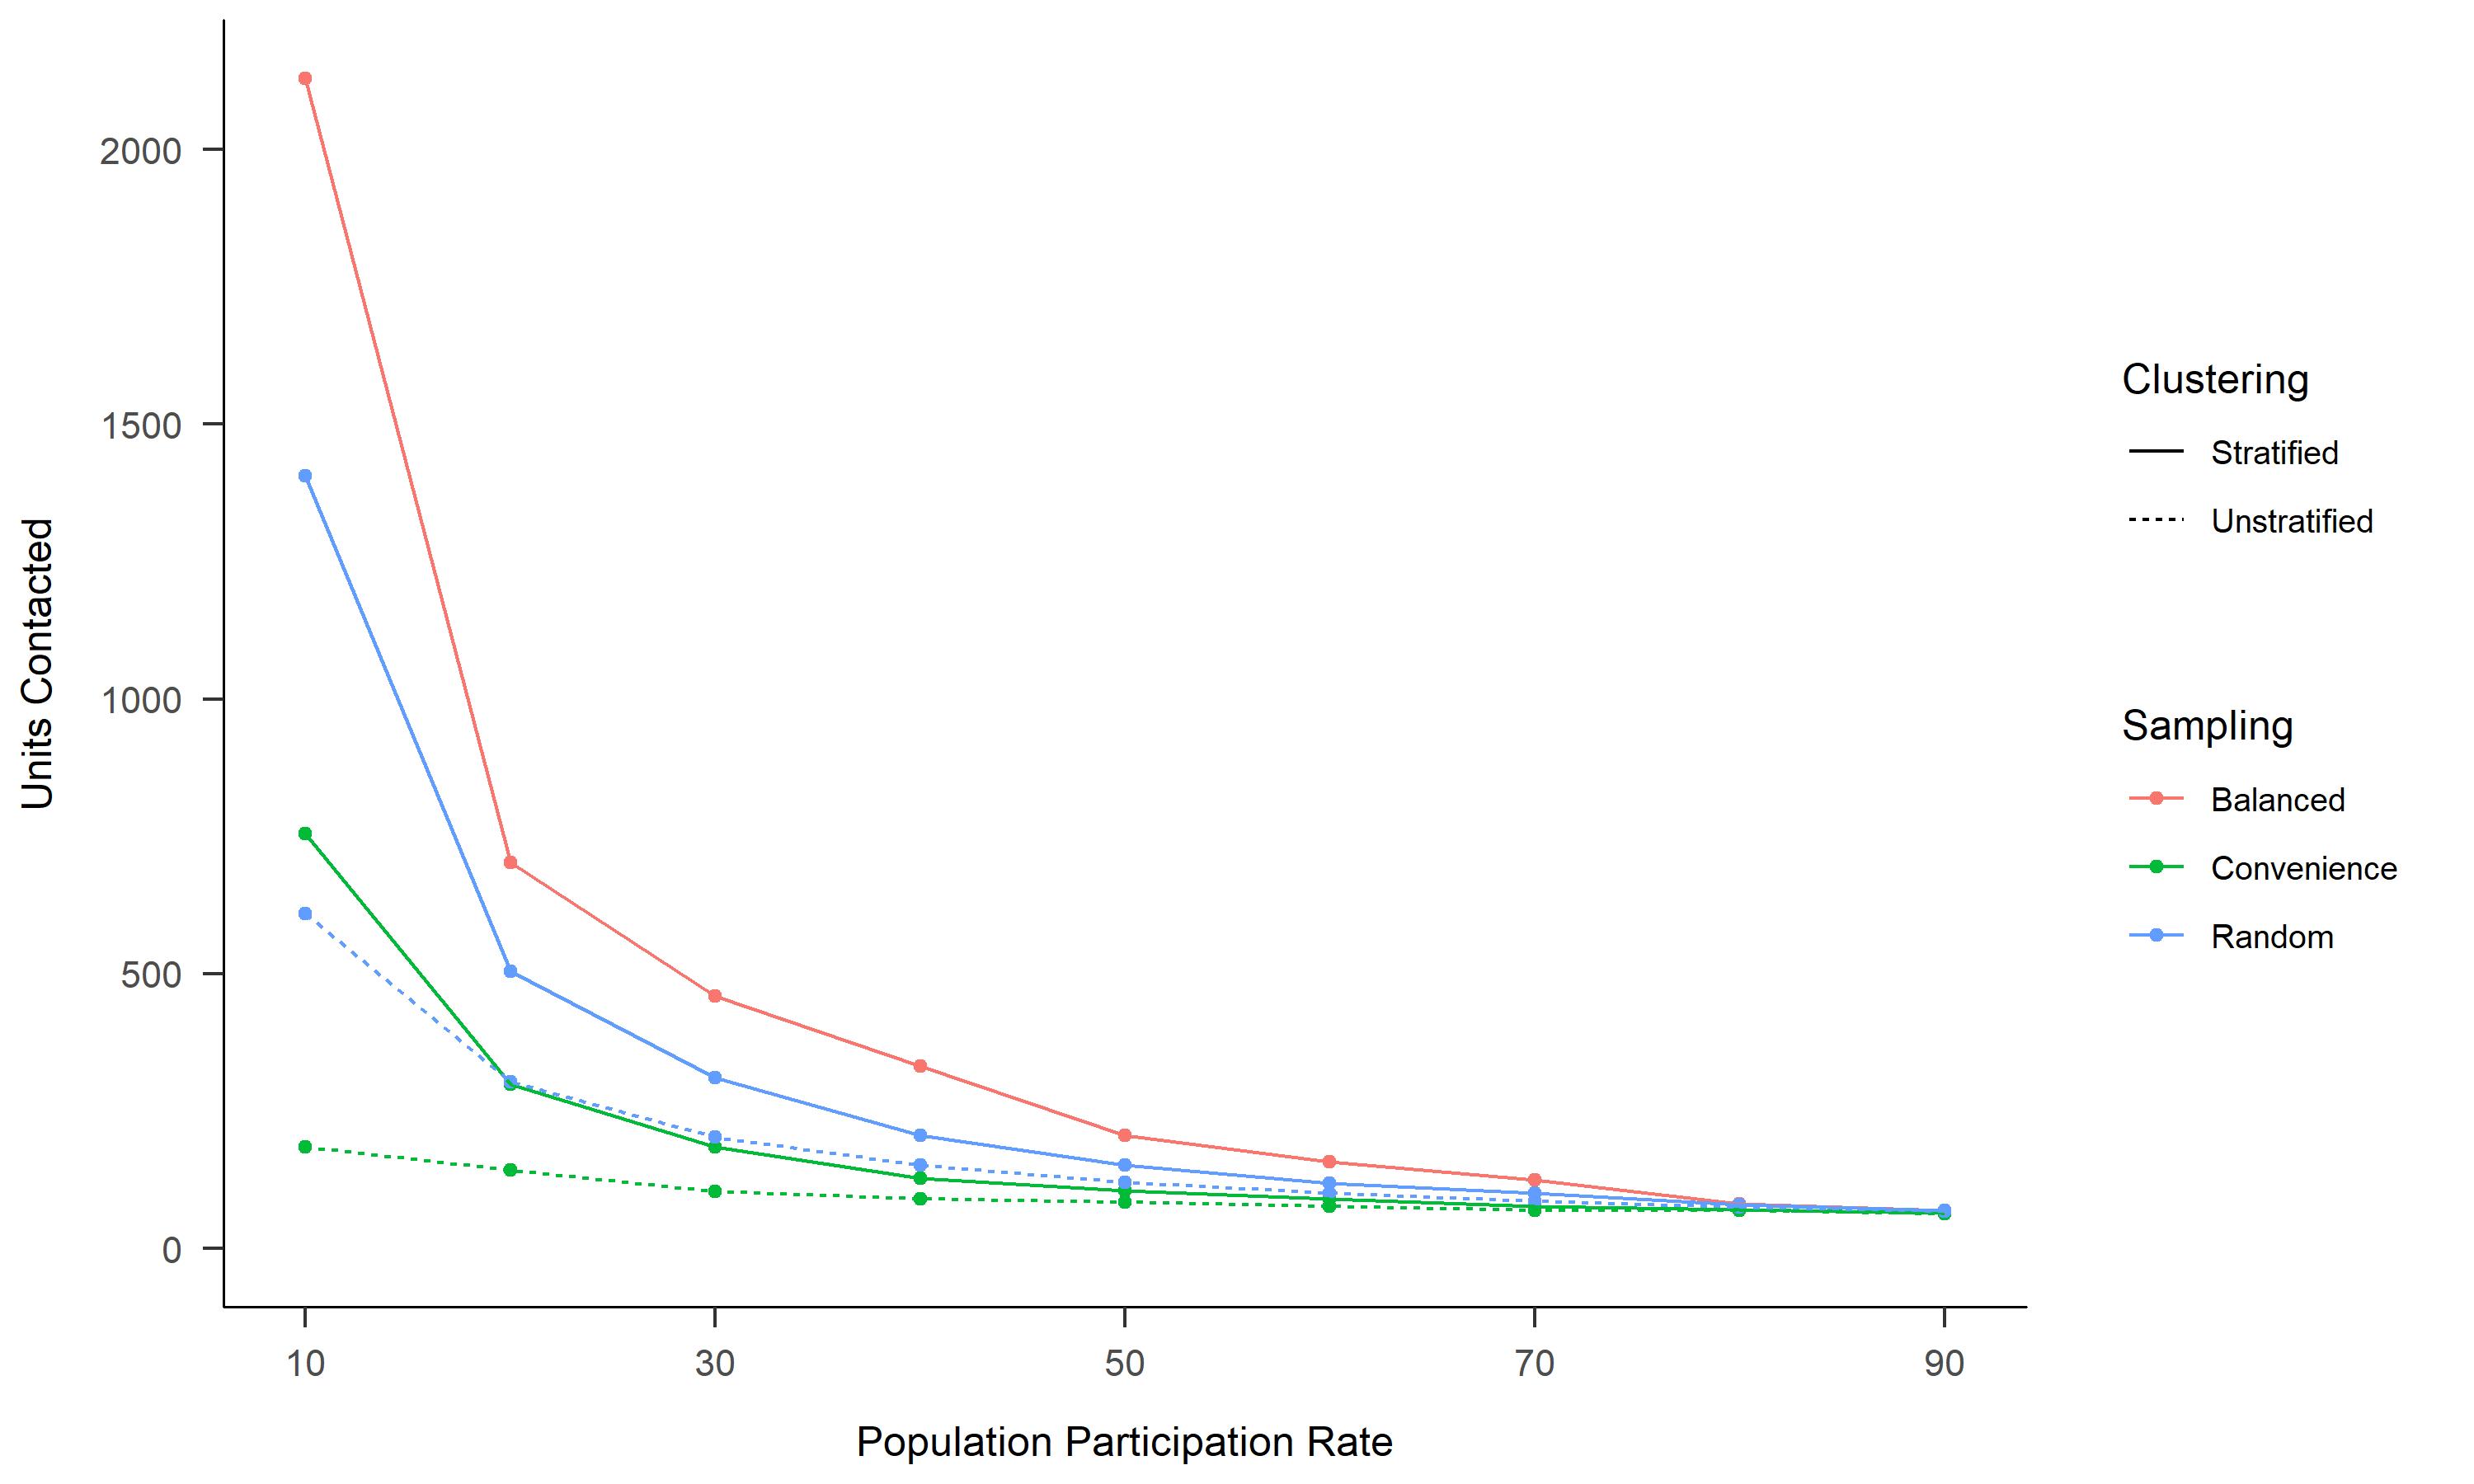 Units Contacted
2000
1500
1000
500
0
10 30 50 70 90
Population Participation Rate
Clustering
Stratified
Unstratified
Sampling
Balanced
Convenience
Random